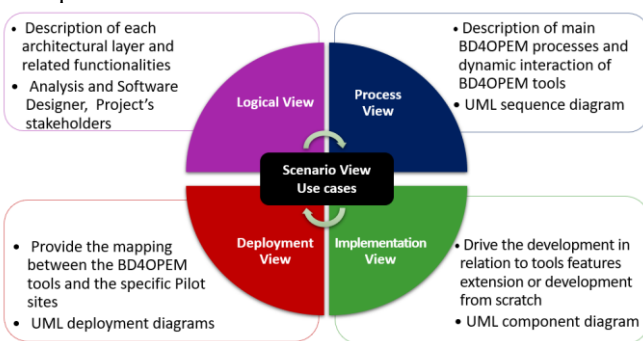 • Description of each
architectural layer and
related functionalities
• Analysis and Software
Designer, Project's
stakeholders
• Description of main
BD4OPEM processes and
dynamic interaction of
BD4OPEM tools
• UML sequence diagram
Logical View
Process
View
Scenario View
Use cases
Deployment
View
Implementation
View
• Provide the mapping
between the BD4OPEM
tools and the specific Pilot
sites
• UML deployment diagrams
• Drive the development in
relation to tools features
extension or development
from scratch
• UML component diagram